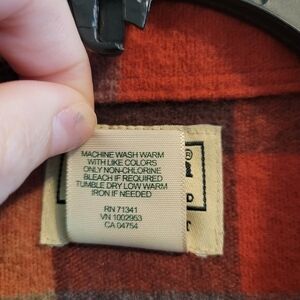 MACHINE WASH WARM
WITH LIKE COLORS
ONLY NON-CHLORINE
BLEACH IF REQUIRED
TUMBLE DRY LOW WARM
IRON IF NEEDED
RN 71341
VN 1002953
CA 04754